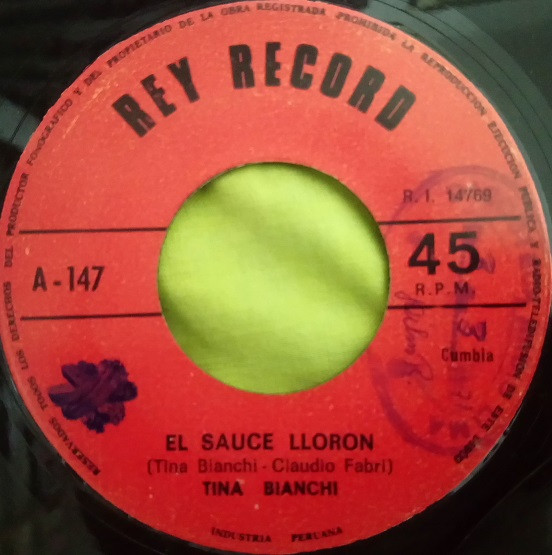 RESERVADOS TODOS LOS DERECHOS DEL PRODUCTOR FONOGRAFICO Y DEL PROPIETARIO DE LA OBRA REGISTRADA - PROHIBIDA LA REPRODUCCION EJECUCION PUBLICA Y RADIO-TELEDIFUSION DE ESTE DISCO
REY RECORD
R. I. 14769
A-147
45
R.P.M.
Cumbia
EL SAUCE LLORON
(Tina Bianchi - Claudio Fabri)
TINA BIANCHI
INDUSTRIA PERUANA